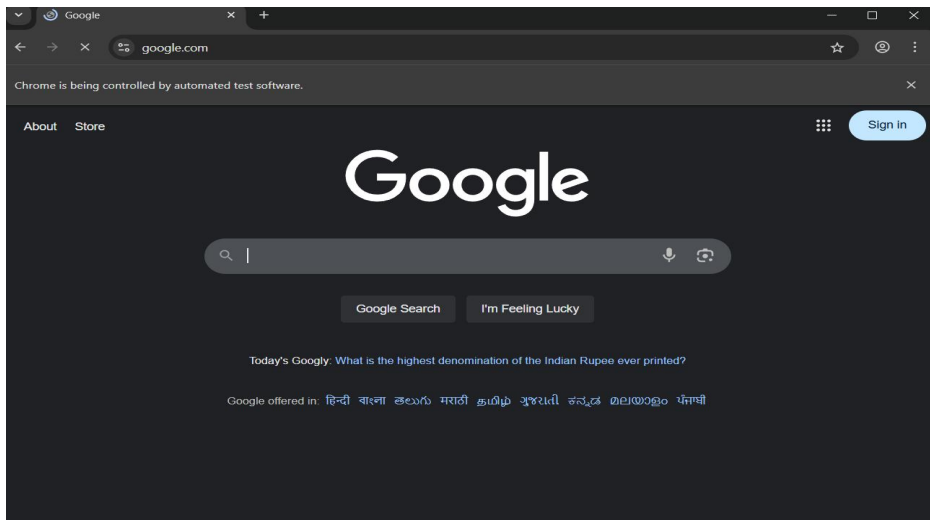 Google
google.com
Chrome is being controlled by automated test software.
About Store
Sign in
Google
Google Search I'm Feeling Lucky
Today's Googly: What is the highest denomination of the Indian Rupee ever printed?
Google offered in: हिन्दी বাংলা తెలుగు मराठी தமிழ் ગુજરાતી ಕನ್ನಡ മലയാളം ਪੰਜਾਬੀ